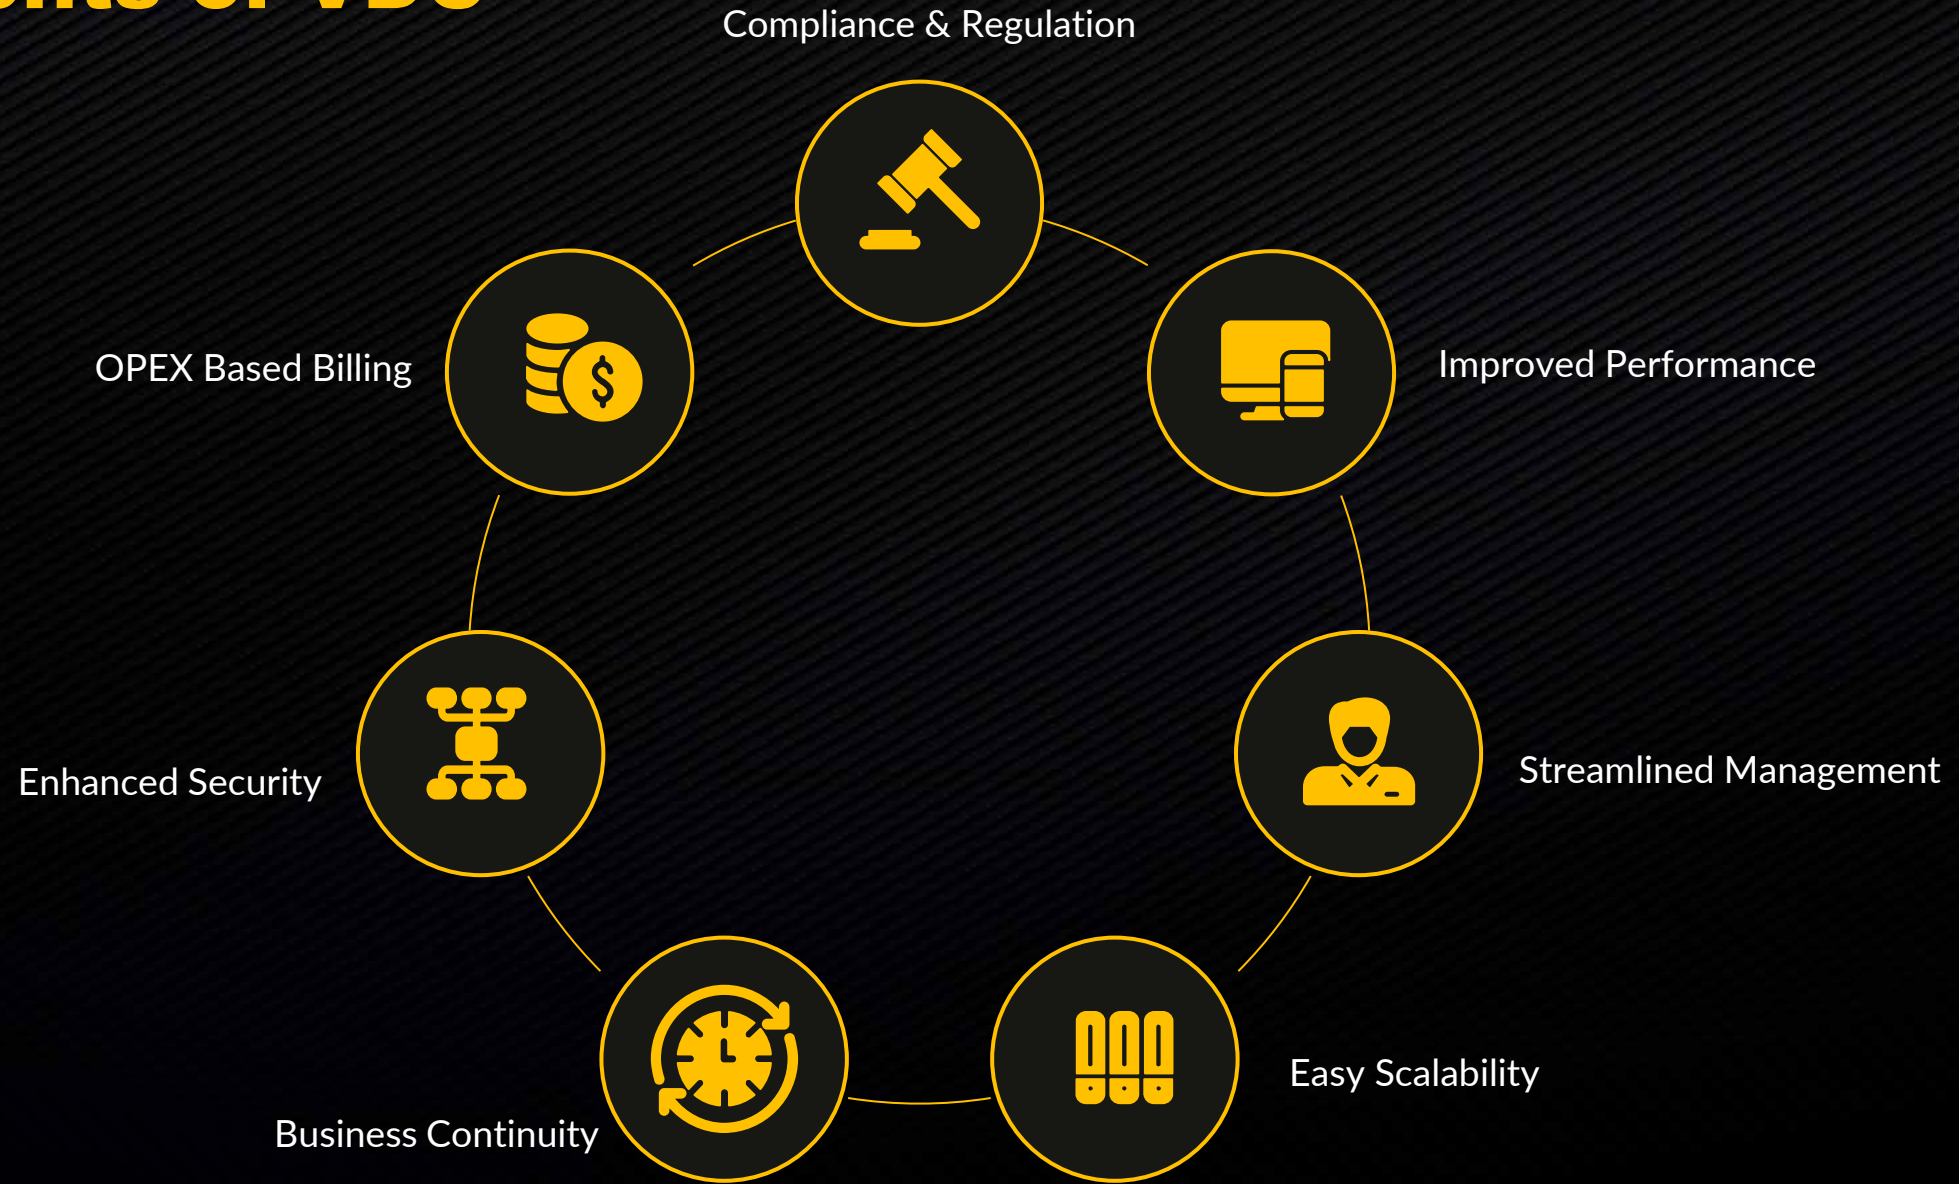 Compliance & Regulation
OPEX Based Billing
Improved Performance
Enhanced Security
Streamlined Management
Easy Scalability
Business Continuity